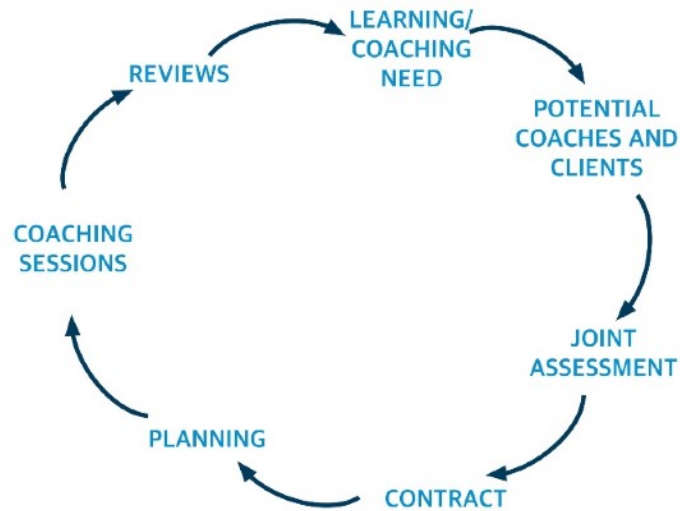 LEARNING/
COACHING
NEED
POTENTIAL
COACHES AND
CLIENTS
JOINT
ASSESSMENT
CONTRACT
PLANNING
COACHING
SESSIONS
REVIEWS